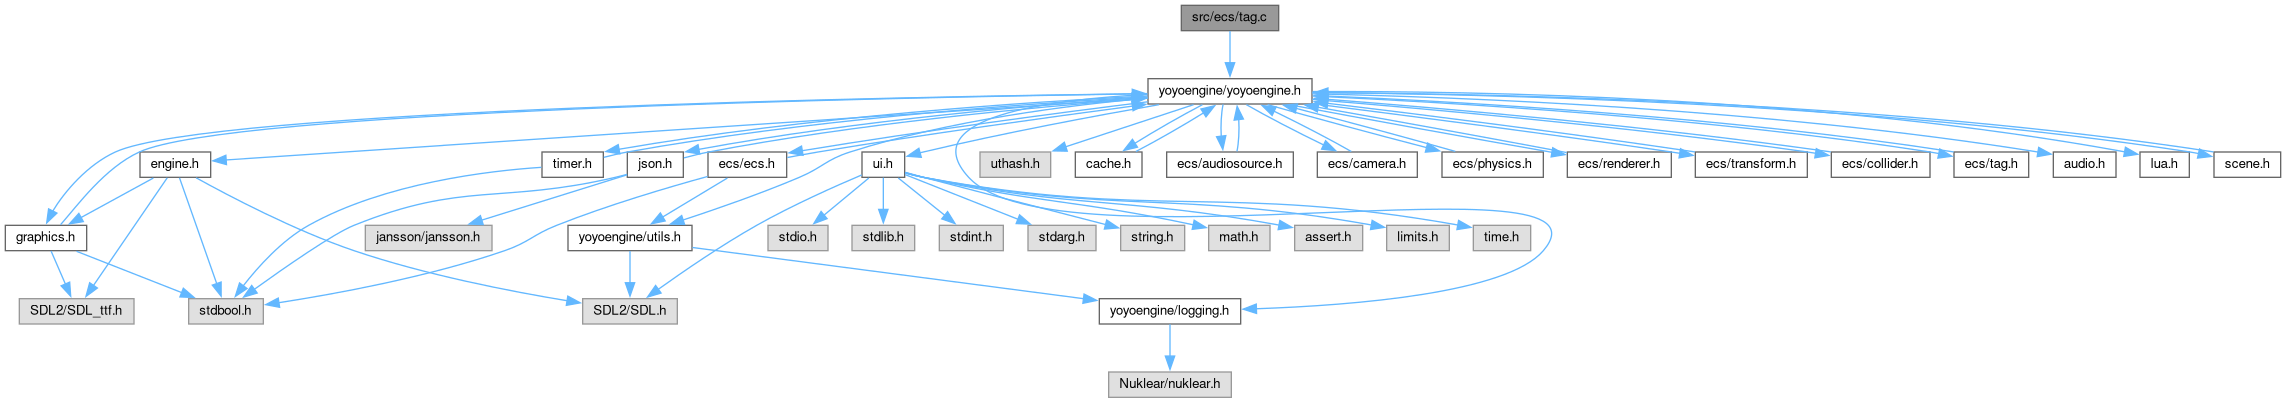 src/ecs/tag.c
yoyoengine/yoyoengine.h
engine.h
timer.h
json.h
ecs/ecs.h
ui.h
uthash.h
cache.h
ecs/audiosource.h
ecs/camera.h
ecs/physics.h
ecs/renderer.h
ecs/transform.h
ecs/collider.h
ecs/tag.h
audio.h
lua.h
scene.h
graphics.h
jansson/jansson.h
yoyoengine/utils.h
stdio.h
stdlib.h
stdint.h
stdarg.h
string.h
math.h
assert.h
limits.h
time.h
SDL2/SDL_ttf.h
stdbool.h
SDL2/SDL.h
yoyoengine/logging.h
Nuklear/nuklear.h